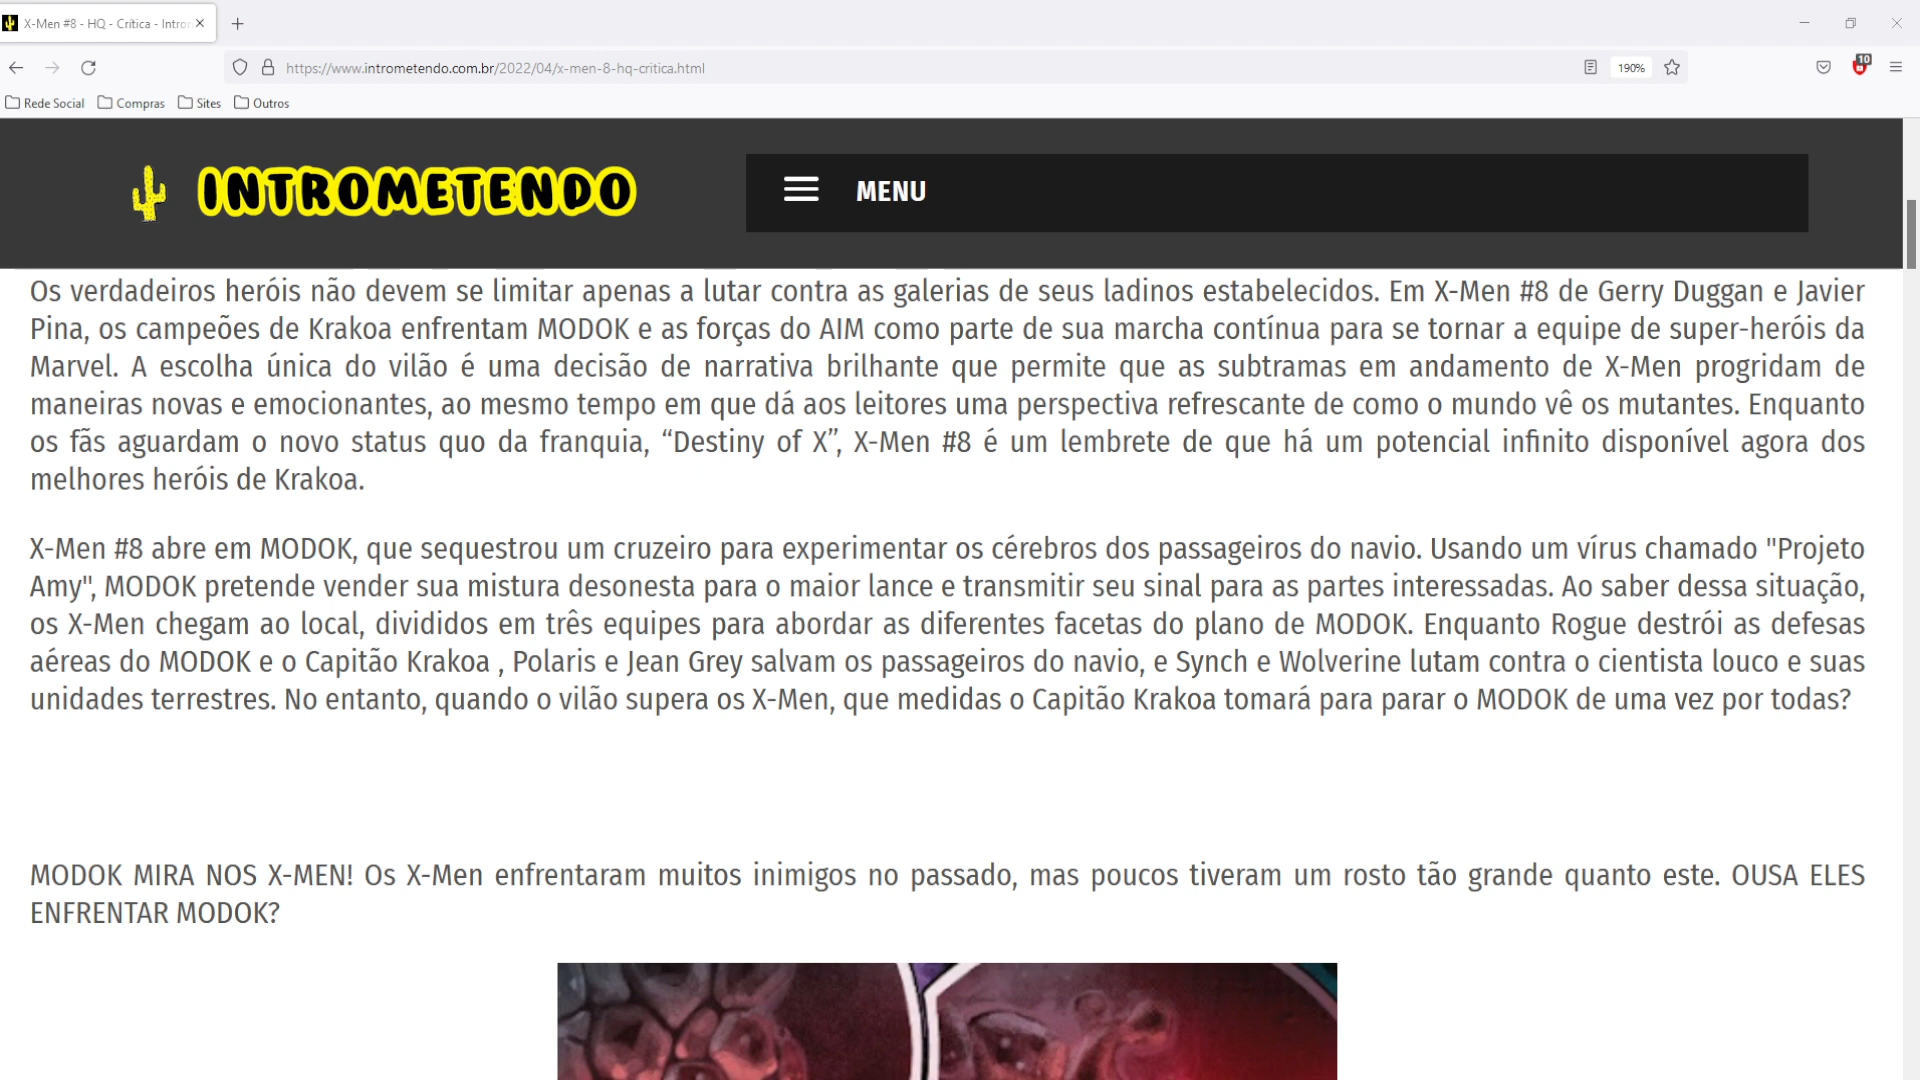 X-Men #8 - HQ - Crítica - Intro
https://www.intrometendo.com.br/2022/04/x-men-8-hq-critica.html
190%
10
Rede Social Compras Sites Outros
INTROMETENDO
MENU
Os verdadeiros heróis não devem se limitar apenas a lutar contra as galerias de seus ladinos estabelecidos. Em X-Men #8 de Gerry Duggan e Javier
Pina, os campeões de Krakoa enfrentam MODOK e as forças do AIM como parte de sua marcha contínua para se tornar a equipe de super-heróis da
Marvel. A escolha única do vilão é uma decisão de narrativa brilhante que permite que as subtramas em andamento de X-Men progridam de
maneiras novas e emocionantes, ao mesmo tempo em que dá aos leitores uma perspectiva refrescante de como o mundo vê os mutantes. Enquanto
os fãs aguardam o novo status quo da franquia, “Destiny of X”, X-Men #8 é um lembrete de que há um potencial infinito disponível agora dos
melhores heróis de Krakoa.
X-Men #8 abre em MODOK, que sequestrou um cruzeiro para experimentar os cérebros dos passageiros do navio. Usando um vírus chamado "Projeto
Amy", MODOK pretende vender sua mistura desonesta para o maior lance e transmitir seu sinal para as partes interessadas. Ao saber dessa situação,
os X-Men chegam ao local, divididos em três equipes para abordar as diferentes facetas do plano de MODOK. Enquanto Rogue destrói as defesas
aéreas do MODOK e o Capitão Krakoa , Polaris e Jean Grey salvam os passageiros do navio, e Synch e Wolverine lutam contra o cientista louco e suas
unidades terrestres. No entanto, quando o vilão supera os X-Men, que medidas o Capitão Krakoa tomará para parar o MODOK de uma vez por todas?
MODOK MIRA NOS X-MEN! Os X-Men enfrentaram muitos inimigos no passado, mas poucos tiveram um rosto tão grande quanto este. OUSA ELES
ENFRENTAR MODOK?